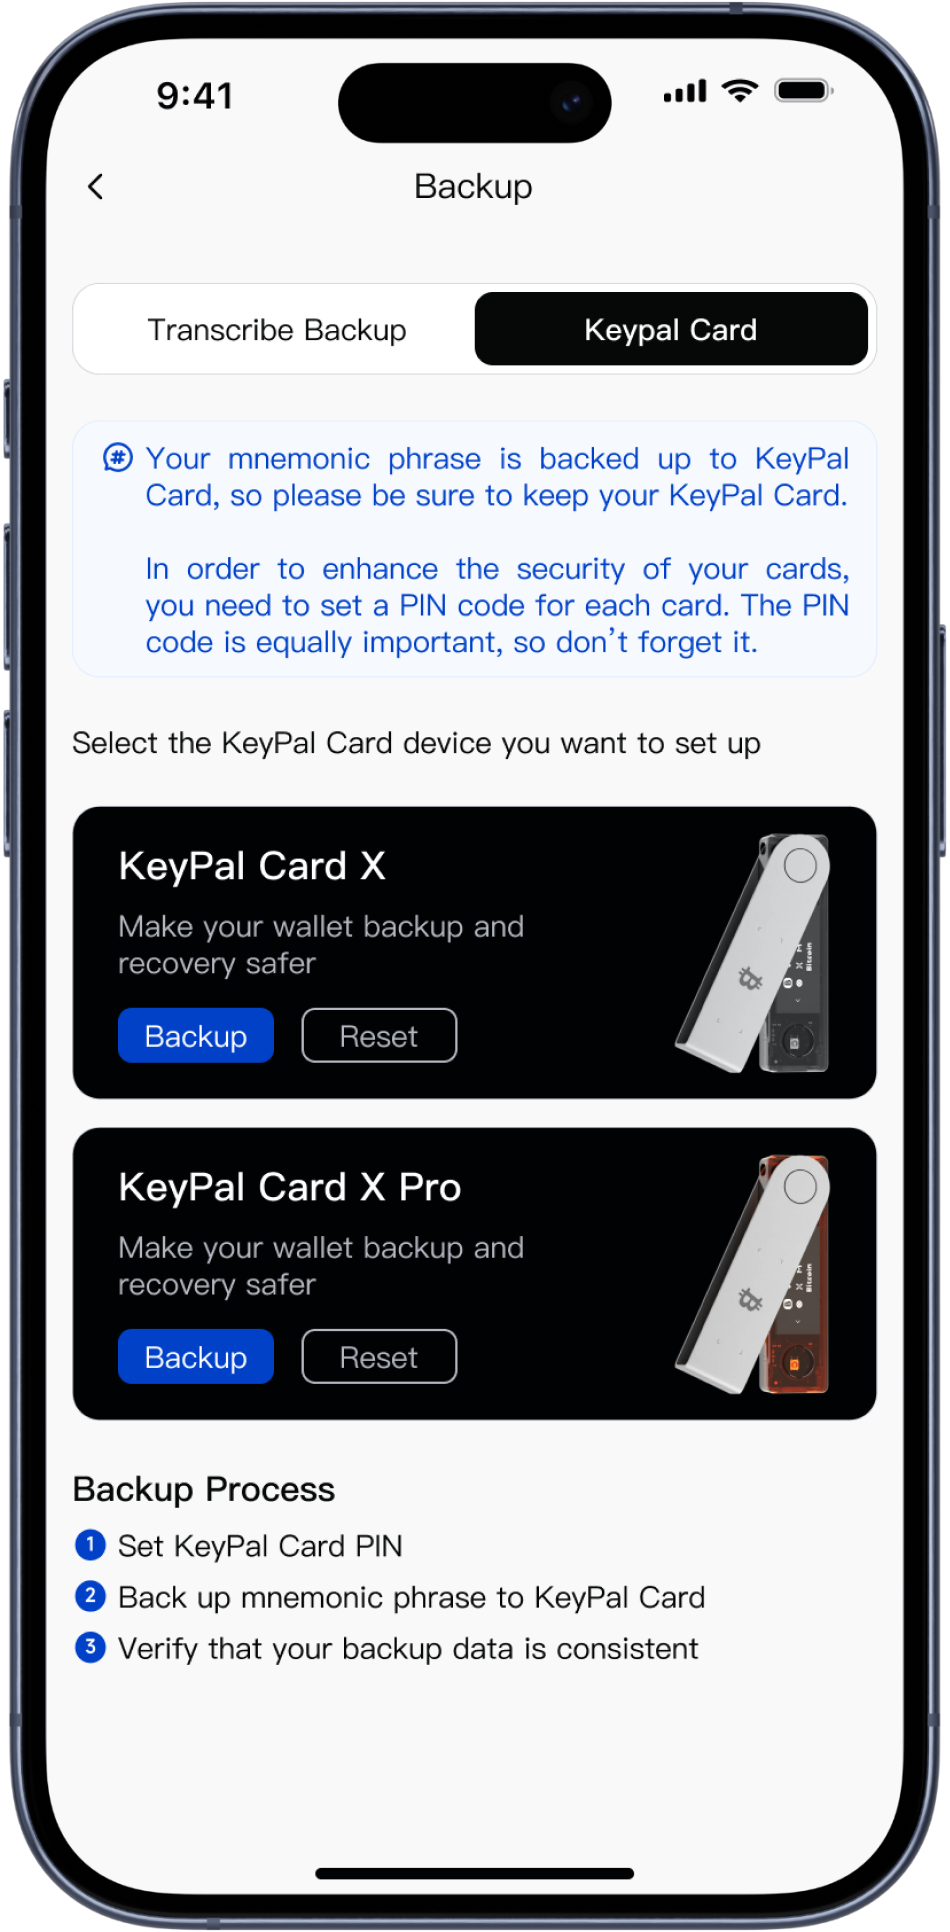 9:41
Backup
Transcribe Backup
Keypal Card
Your mnemonic phrase is backed up to KeyPal
Card, so please be sure to keep your KeyPal Card.
In order to enhance the security of your cards,
you need to set a PIN code for each card. The PIN
code is equally important, so don’t forget it.
Select the KeyPal Card device you want to set up
KeyPal Card X
Make your wallet backup and
recovery safer
Backup
Reset
Bitcoin
KeyPal Card X Pro
Make your wallet backup and
recovery safer
Backup
Reset
Bitcoin
Backup Process
1 Set KeyPal Card PIN
2 Back up mnemonic phrase to KeyPal Card
3 Verify that your backup data is consistent